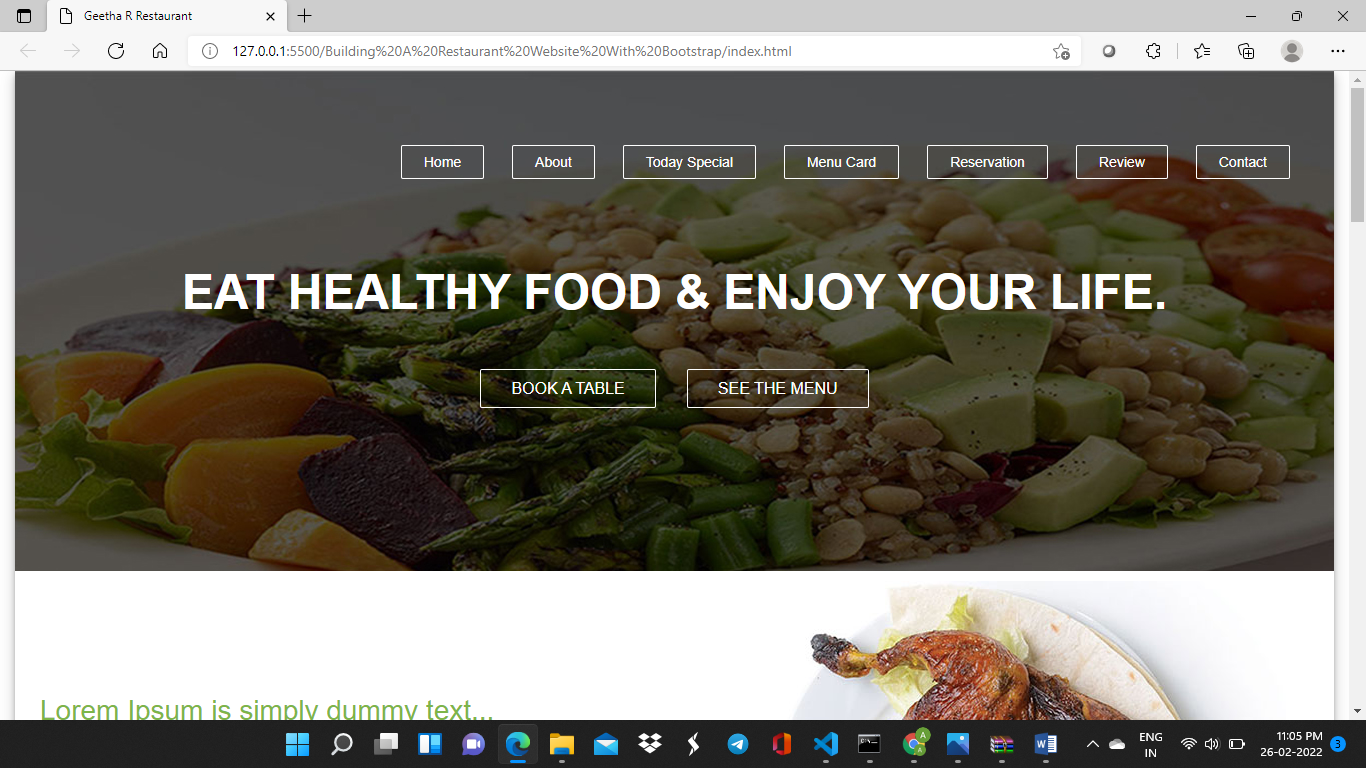 Geetha R Restaurant
127.0.0.1:5500/Building%20A%20Restaurant%20Website%20With%20Bootstrap/index.html
Home About Today Special Menu Card Reservation Review Contact
EAT HEALTHY FOOD & ENJOY YOUR LIFE.
BOOK A TABLE SEE THE MENU
Lorem Ipsum is simply dummy text...
A
A
W
ENG
IN
11:05 PM
26-02-2022
3